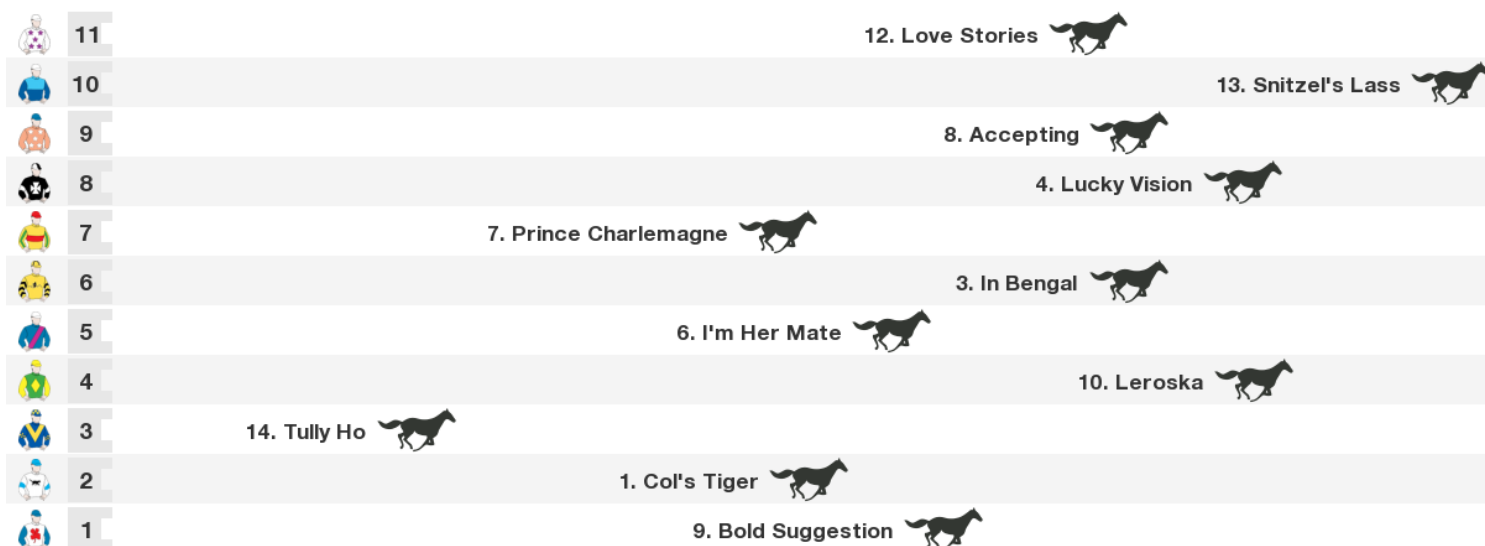 11 12. Love Stories
10 13. Snitzel's Lass
9 8. Accepting
8 4. Lucky Vision
7 7. Prince Charlemagne
6 3. In Bengal
5 6. I'm Her Mate
4 10. Leroska
3 14. Tully Ho
2 1. Col's Tiger
1 9. Bold Suggestion